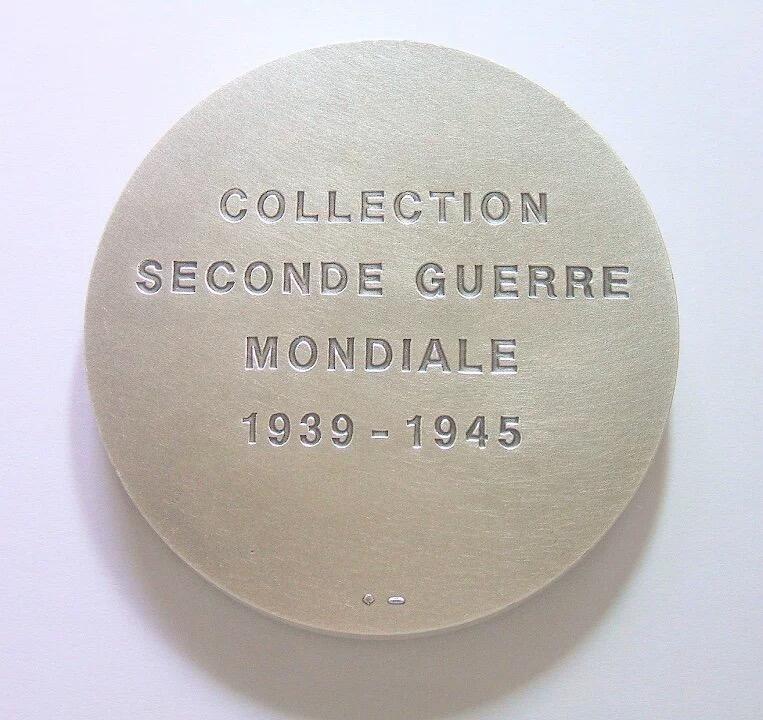 COLLECTION
SECONDE GUERRE
MONDIALE
1939 - 1945